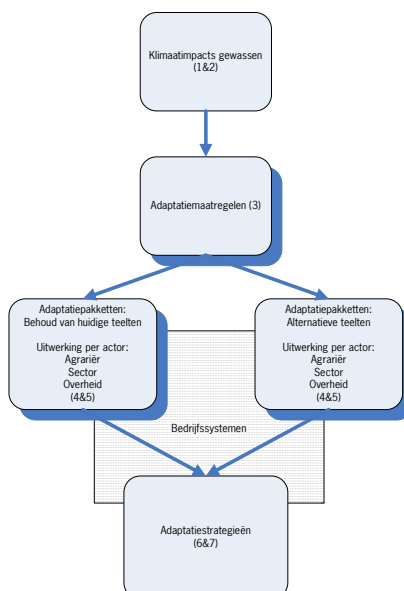 Klimaatimpacts gewassen
(1&2)
Adaptatiemaatregelen (3)
Adaptatiepakketten:
Behoud van huidige teelten
Uitwerking per actor:
Agrariër
Sector
Overheid
(4&5)
Adaptatiepakketten:
Alternatieve teelten
Uitwerking per actor:
Agrariër
Sector
Overheid
(4&5)
Bedrijfssystemen
Adaptatiestrategieën
(6&7)